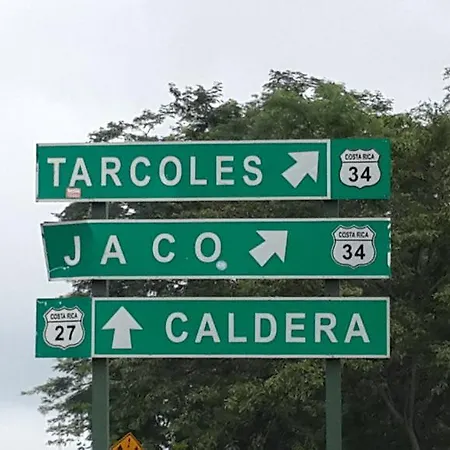 TARCOLES COSTA RICA 34
JACO COSTA RICA 34
COSTA RICA 27 CALDERA